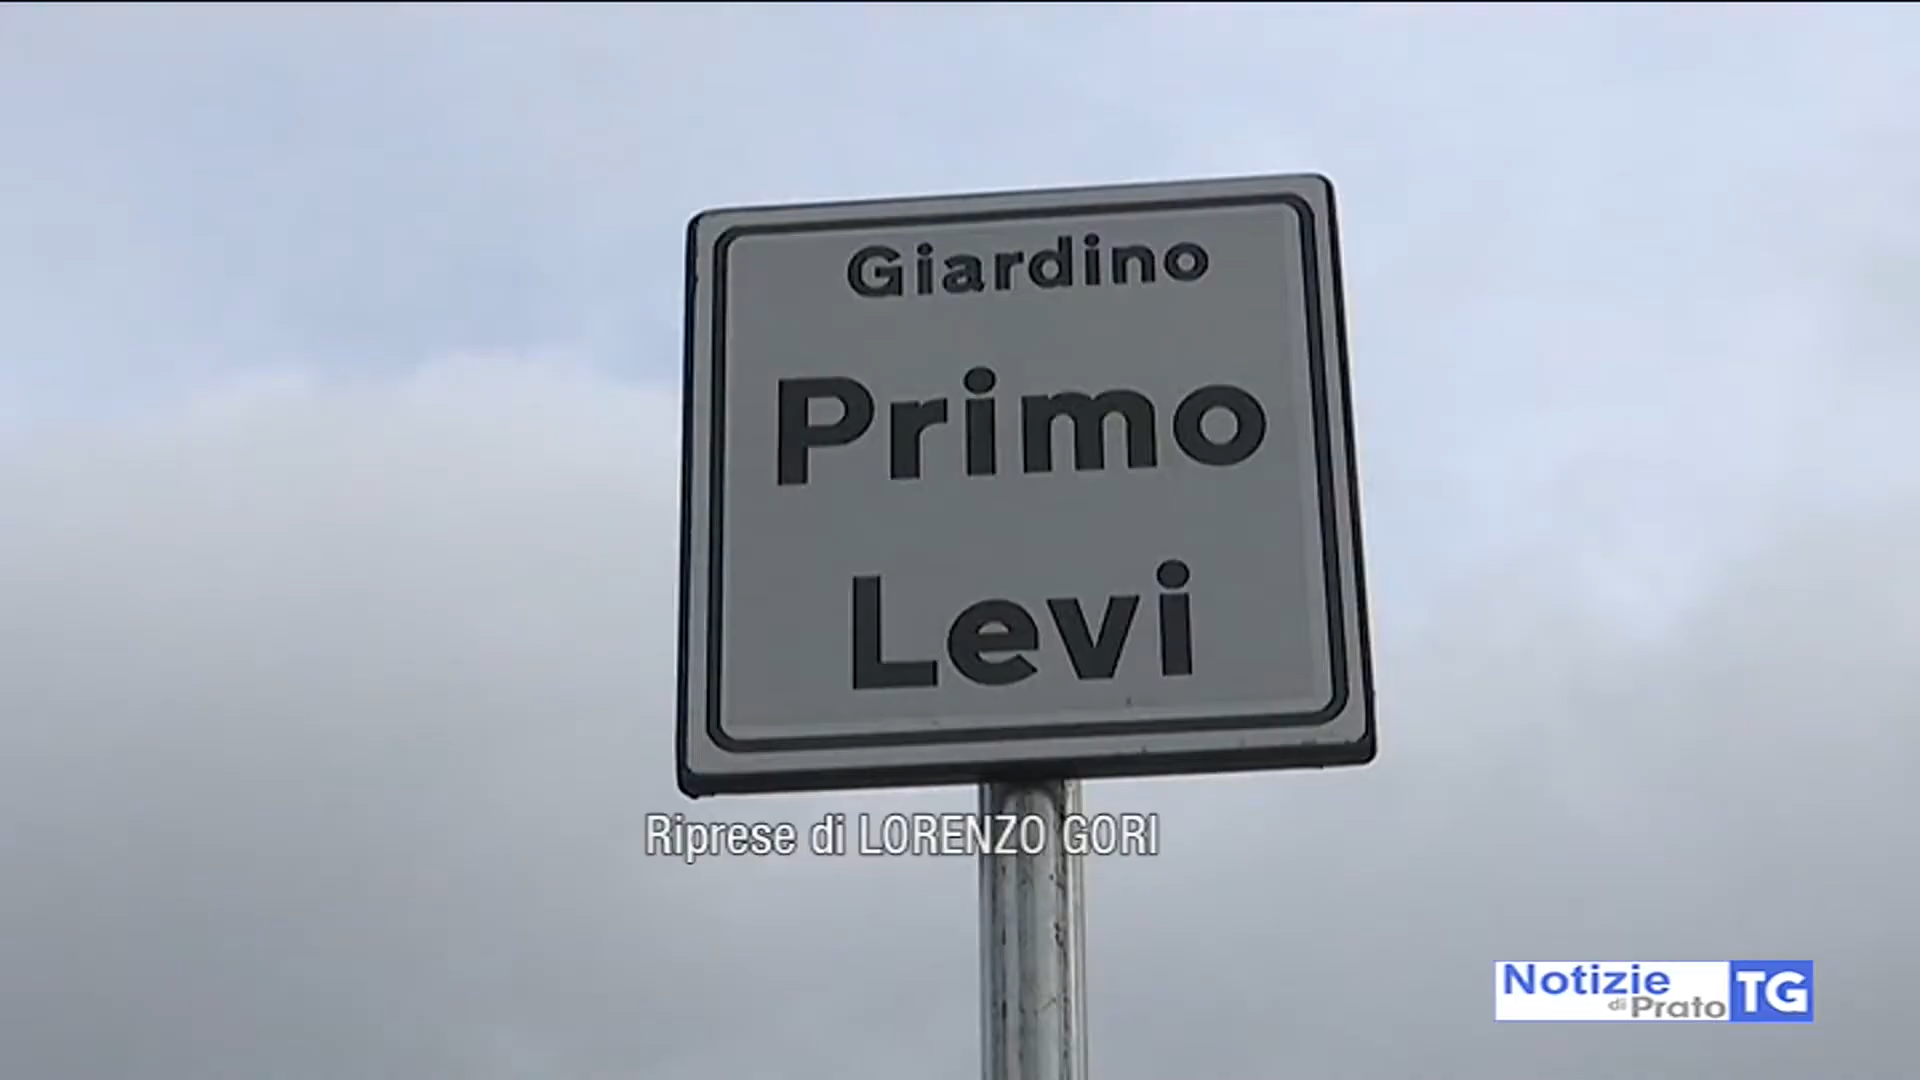 Giardino
Primo
Levi
Riprese di LORENZO GORI
Notizie
di Prato TG